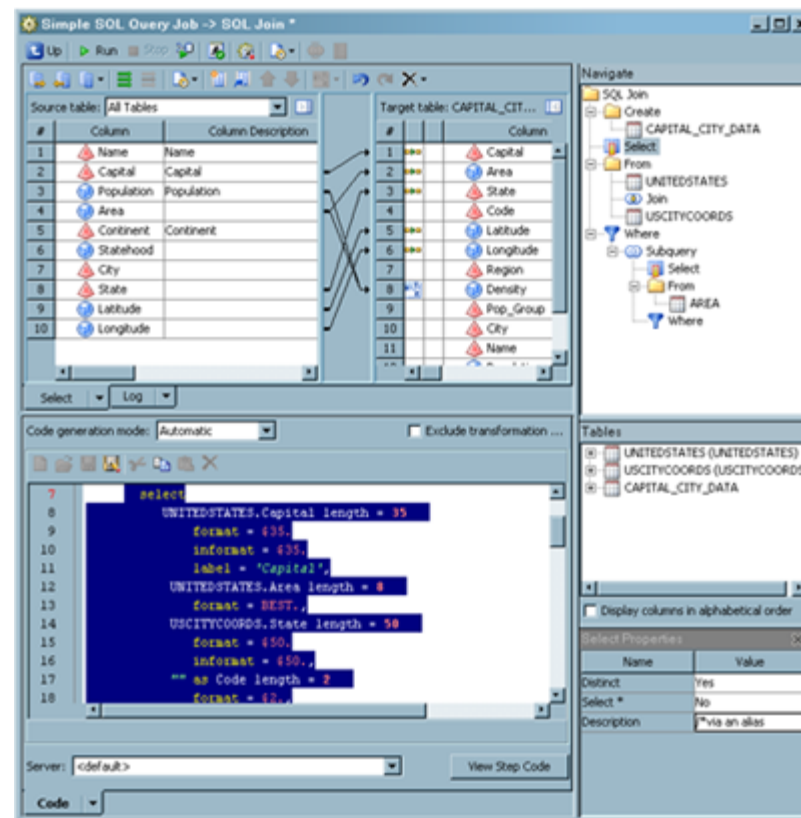 Simple SQL Query Job -> SQL Join *
Up Run Stop
Source table: All Tables
# Column Column Description
1 Name Name
2 Capital Capital
3 Population Population
4 Area
5 Continent Continent
6 Statehood
7 City
8 State
9 Latitude
10 Longitude
Target table: CAPITAL_CIT...
# Column
1 Capital
2 Area
3 State
4 Code
5 Latitude
6 Longitude
7 Region
8 Density
9 Pop_Group
10 City
11 Name
Select Log
Navigate
SQL Join
Create
CAPITAL_CITY_DATA
Select
From
UNITEDSTATES
Join
USCITYCOORDS
Where
Subquery
Select
From
AREA
Where
Code generation mode: Automatic Exclude transformation ...
7 select
8 UNITEDSTATES.Capital length = 35
9 format = $35.
10 informat = $35.
11 label = 'Capital',
12 UNITEDSTATES.Area length = 8
13 format = BEST.,
14 USCITYCOORDS.State length = 50
15 format = $50.
16 informat = $50.,
17 "" as Code length = 2
18 format = $2.,
Server: <default> View Step Code
Code
Tables
UNITEDSTATES (UNITEDSTATES)
USCITYCOORDS (USCITYCOORDS
CAPITAL_CITY_DATA
Display columns in alphabetical order
Select Properties
Name Value
Distinct Yes
Select * No
Description /*via an alias